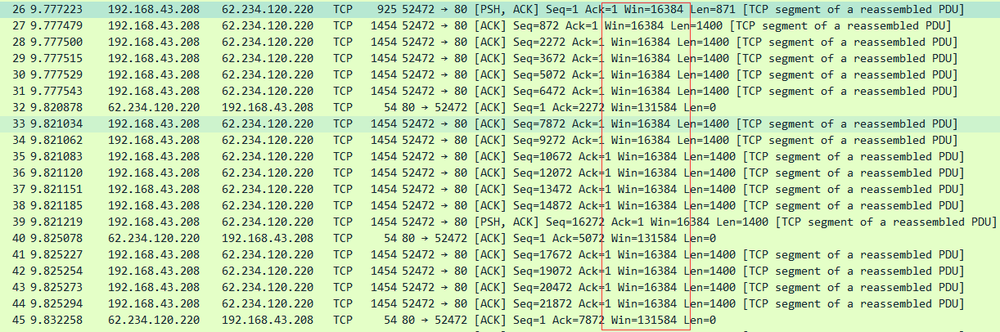 26 9.777223 192.168.43.208 62.234.120.220 TCP 925 52472 → 80 [PSH, ACK] Seq=1 Ack=1 Win=16384 Len=871 [TCP segment of a reassembled PDU]
27 9.777479 192.168.43.208 62.234.120.220 TCP 1454 52472 → 80 [ACK] Seq=872 Ack=1 Win=16384 Len=1400 [TCP segment of a reassembled PDU]
28 9.777500 192.168.43.208 62.234.120.220 TCP 1454 52472 → 80 [ACK] Seq=2272 Ack=1 Win=16384 Len=1400 [TCP segment of a reassembled PDU]
29 9.777515 192.168.43.208 62.234.120.220 TCP 1454 52472 → 80 [ACK] Seq=3672 Ack=1 Win=16384 Len=1400 [TCP segment of a reassembled PDU]
30 9.777529 192.168.43.208 62.234.120.220 TCP 1454 52472 → 80 [ACK] Seq=5072 Ack=1 Win=16384 Len=1400 [TCP segment of a reassembled PDU]
31 9.777543 192.168.43.208 62.234.120.220 TCP 1454 52472 → 80 [ACK] Seq=6472 Ack=1 Win=16384 Len=1400 [TCP segment of a reassembled PDU]
32 9.820878 62.234.120.220 192.168.43.208 TCP 54 80 → 52472 [ACK] Seq=1 Ack=2272 Win=131584 Len=0
33 9.821034 192.168.43.208 62.234.120.220 TCP 1454 52472 → 80 [ACK] Seq=7872 Ack=1 Win=16384 Len=1400 [TCP segment of a reassembled PDU]
34 9.821062 192.168.43.208 62.234.120.220 TCP 1454 52472 → 80 [ACK] Seq=9272 Ack=1 Win=16384 Len=1400 [TCP segment of a reassembled PDU]
35 9.821083 192.168.43.208 62.234.120.220 TCP 1454 52472 → 80 [ACK] Seq=10672 Ack=1 Win=16384 Len=1400 [TCP segment of a reassembled PDU]
36 9.821120 192.168.43.208 62.234.120.220 TCP 1454 52472 → 80 [ACK] Seq=12072 Ack=1 Win=16384 Len=1400 [TCP segment of a reassembled PDU]
37 9.821151 192.168.43.208 62.234.120.220 TCP 1454 52472 → 80 [ACK] Seq=13472 Ack=1 Win=16384 Len=1400 [TCP segment of a reassembled PDU]
38 9.821185 192.168.43.208 62.234.120.220 TCP 1454 52472 → 80 [ACK] Seq=14872 Ack=1 Win=16384 Len=1400 [TCP segment of a reassembled PDU]
39 9.821219 192.168.43.208 62.234.120.220 TCP 1454 52472 → 80 [PSH, ACK] Seq=16272 Ack=1 Win=16384 Len=1400 [TCP segment of a reassembled PDU]
40 9.825078 62.234.120.220 192.168.43.208 TCP 54 80 → 52472 [ACK] Seq=1 Ack=5072 Win=131584 Len=0
41 9.825227 192.168.43.208 62.234.120.220 TCP 1454 52472 → 80 [ACK] Seq=17672 Ack=1 Win=16384 Len=1400 [TCP segment of a reassembled PDU]
42 9.825254 192.168.43.208 62.234.120.220 TCP 1454 52472 → 80 [ACK] Seq=19072 Ack=1 Win=16384 Len=1400 [TCP segment of a reassembled PDU]
43 9.825273 192.168.43.208 62.234.120.220 TCP 1454 52472 → 80 [ACK] Seq=20472 Ack=1 Win=16384 Len=1400 [TCP segment of a reassembled PDU]
44 9.825294 192.168.43.208 62.234.120.220 TCP 1454 52472 → 80 [ACK] Seq=21872 Ack=1 Win=16384 Len=1400 [TCP segment of a reassembled PDU]
45 9.832258 62.234.120.220 192.168.43.208 TCP 54 80 → 52472 [ACK] Seq=1 Ack=7872 Win=131584 Len=0